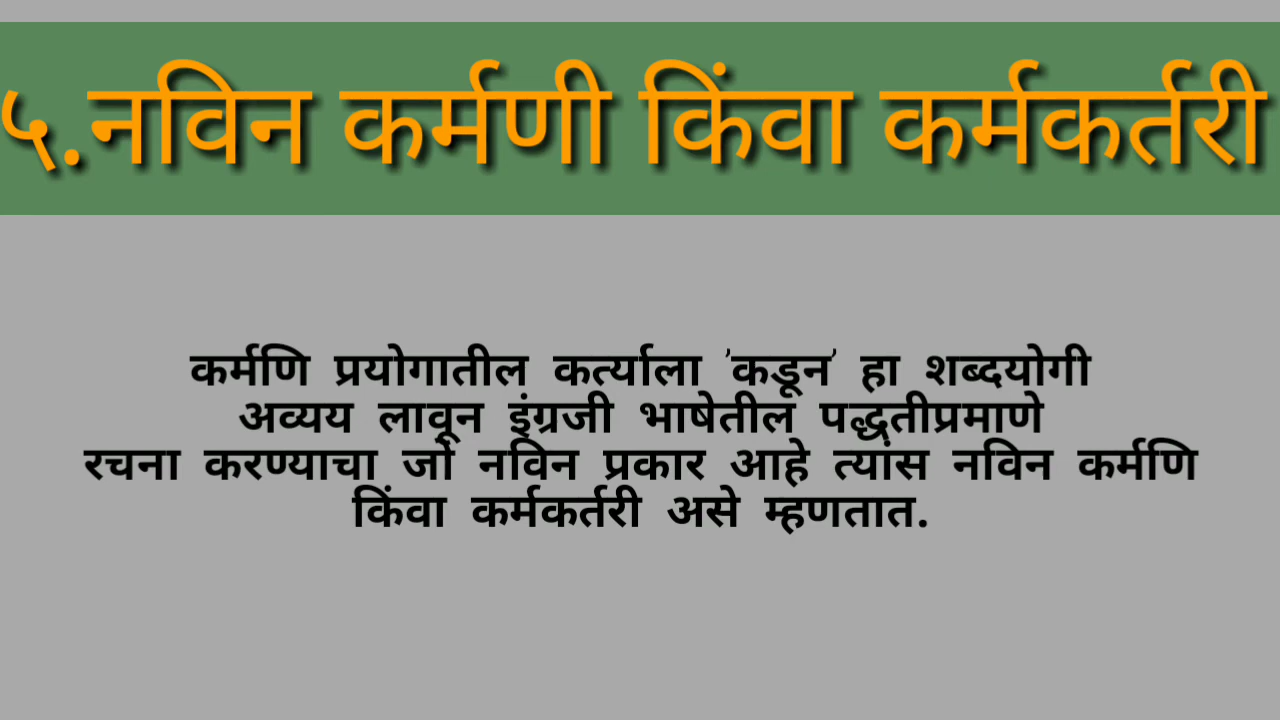 ५.नविन कर्मणी किंवा कर्मकर्तरी
कर्मणि प्रयोगातील कर्त्याला 'कडून' हा शब्दयोगी
अव्यय लावून इंग्रजी भाषेतील पद्धतीप्रमाणे
रचना करण्याचा जो नविन प्रकार आहे त्यांस नविन कर्मणि
किंवा कर्मकर्तरी असे म्हणतात.